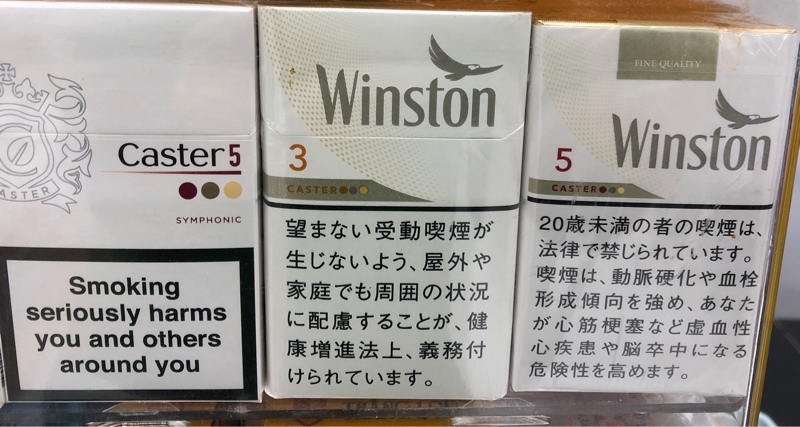 ASTER
Caster 5
SYMPHONIC
Smoking
seriously harms
you and others
around you
Winston
3
CASTER
望まない受動喫煙が
生じないよう、屋外や
家庭でも周囲の状況
に配慮することが、健
康増進法上、義務付
けられています。
FINE QUALITY
Winston
5
CASTER
20歳未満の者の喫煙は、
法律で禁じられています。
喫煙は、動脈硬化や血栓
形成傾向を強め、あなた
が心筋梗塞など虚血性
心疾患や脳卒中になる
危険性を高めます。